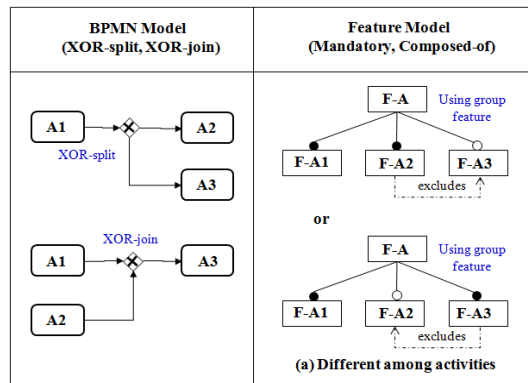 BPMN Model
(XOR-split, XOR-join)
Feature Model
(Mandatory, Composed-of)
A1
A2
XOR-split
A3
XOR-join
A1
A3
A2
F-A
Using group
feature
F-A1
F-A2
F-A3
excludes
or
F-A
Using group
feature
F-A1
F-A2
F-A3
excludes
(a) Different among activities